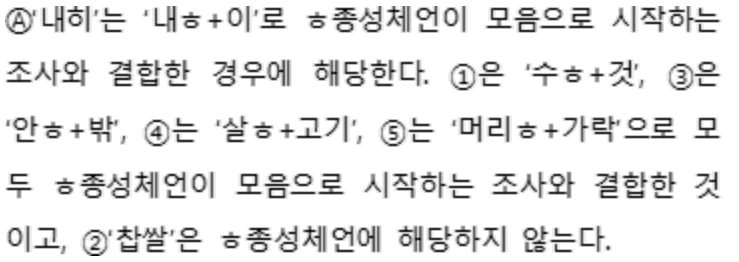 Ⓐ'내히'는 '내ㅎ+이'로 ㅎ종성체언이 모음으로 시작하는
조사와 결합한 경우에 해당한다. ①은 '수ㅎ+것', ③은
'안ㅎ+밖', ④는 '살ㅎ+고기', ⑤는 '머리ㅎ+가락'으로 모
두 ㅎ종성체언이 모음으로 시작하는 조사와 결합한 것
이고, ②'찹쌀'은 ㅎ종성체언에 해당하지 않는다.